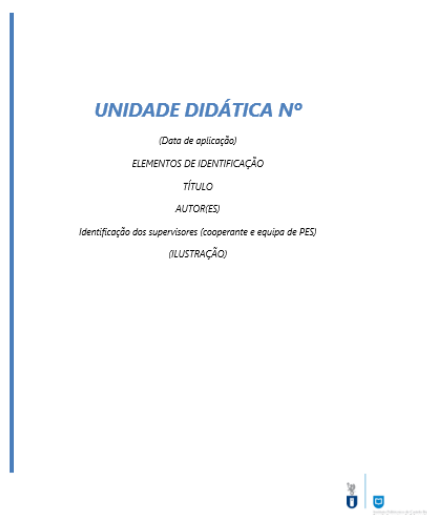 UNIDADE DIDÁTICA Nº
(Data de aplicação)
ELEMENTOS DE IDENTIFICAÇÃO
TÍTULO
AUTOR(ES)
Identificação dos supervisores (cooperante e equipa de PES)
(ILUSTRAÇÃO)